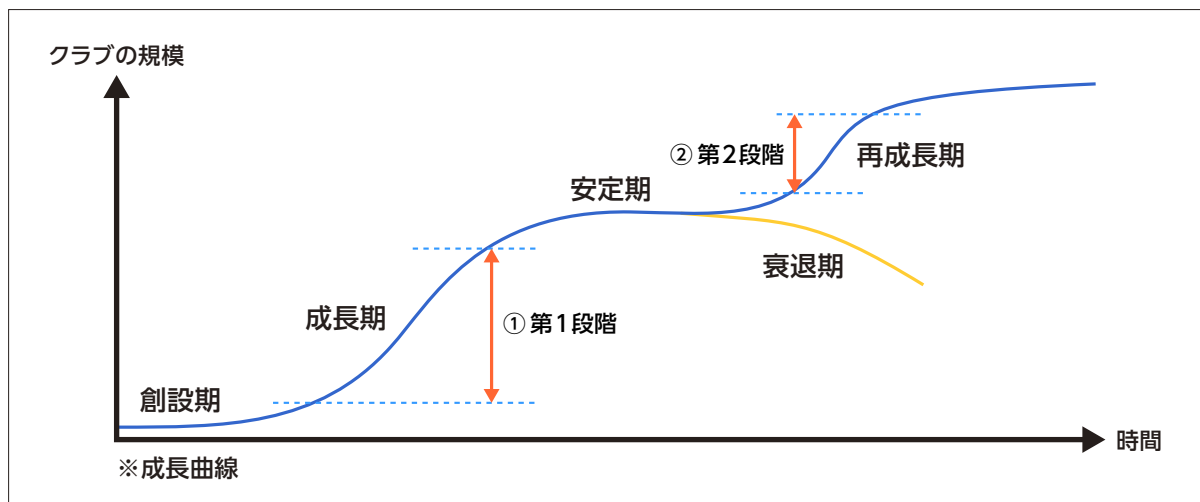 クラブの規模
② 第2段階
再成長期
安定期
衰退期
成長期
① 第1段階
創設期
時間
※成長曲線